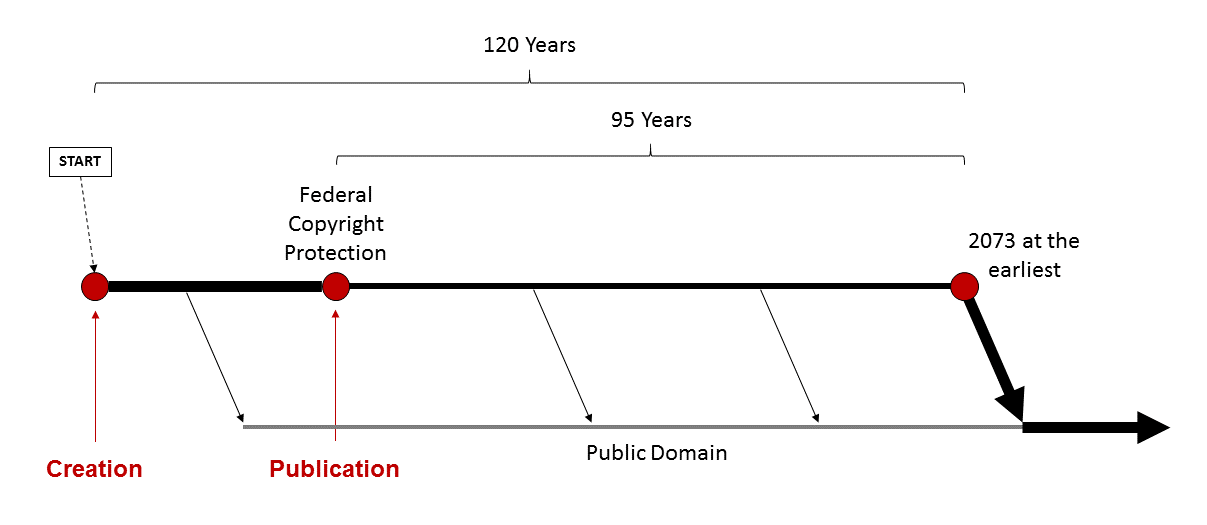 120 Years
95 Years
START
Federal
Copyright
Protection
2073 at the
earliest
Public Domain
Creation
Publication